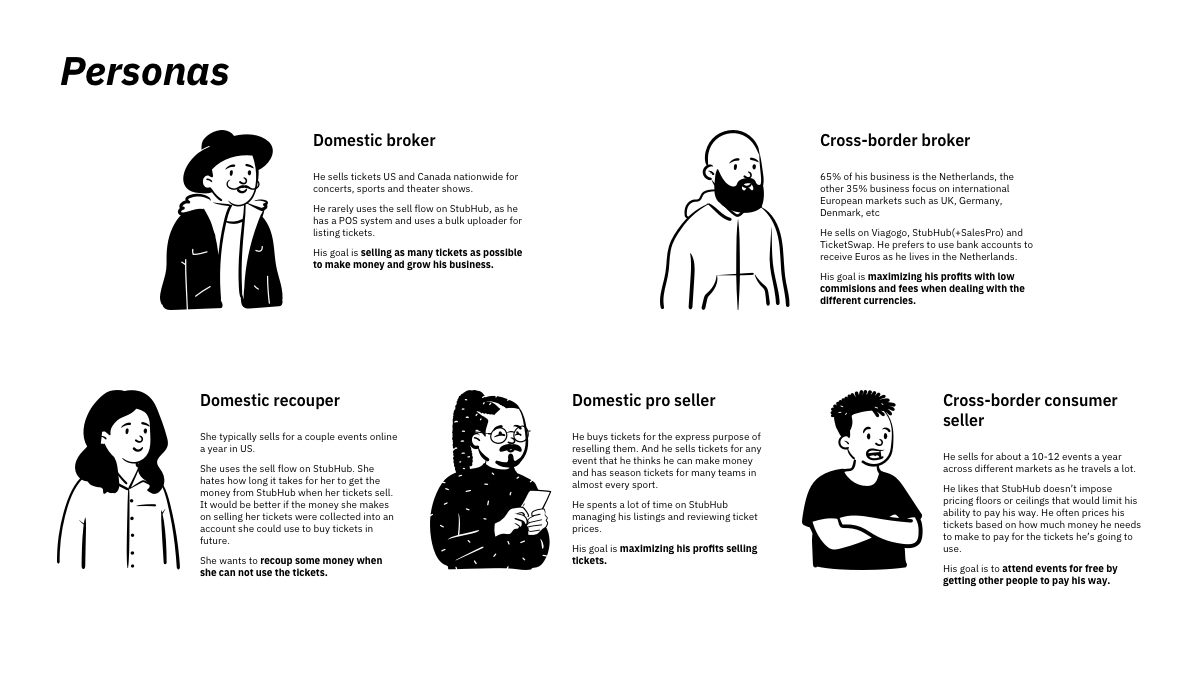 Personas
Domestic broker
He sells tickets US and Canada nationwide for
concerts, sports and theater shows.
He rarely uses the sell flow on StubHub, as he
has a POS system and uses a bulk uploader for
listing tickets.
His goal is selling as many tickets as possible
to make money and grow his business.
Cross-border broker
65% of his business is the Netherlands, the
other 35% business focus on international
European markets such as UK, Germany,
Denmark, etc
He sells on Viagogo, StubHub(+SalesPro) and
TicketSwap. He prefers to use bank accounts to
receive Euros as he lives in the Netherlands.
His goal is maximizing his profits with low
commisions and fees when dealing with the
different currencies.
Domestic recouper
She typically sells for a couple events online
a year in US.
She uses the sell flow on StubHub. She
hates how long it takes for her to get the
money from StubHub when her tickets sell.
It would be better if the money she makes
on selling her tickets were collected into an
account she could use to buy tickets in
future.
She wants to recoup some money when
she can not use the tickets.
Domestic pro seller
He buys tickets for the express purpose of
reselling them. And he sells tickets for any
event that he thinks he can make money
and has season tickets for many teams in
almost every sport.
He spents a lot of time on StubHub
managing his listings and reviewing ticket
prices.
His goal is maximizing his profits selling
tickets.
Cross-border consumer
seller
He sells for about a 10-12 events a year
across different markets as he travels a lot.
He likes that StubHub doesn't impose
pricing floors or ceilings that would limit his
ability to pay his way. He often prices his
tickets based on how much money he needs
to make to pay for the tickets he's going to
use.
His goal is to attend events for free by
getting other people to pay his way.